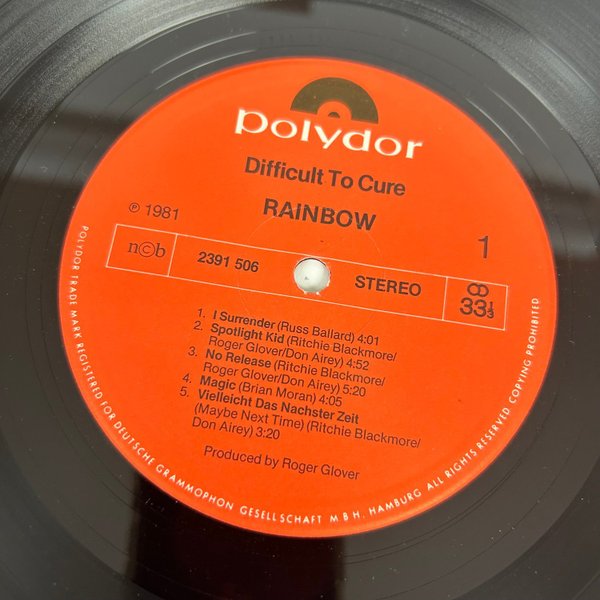 polydor
Difficult To Cure
RAINBOW
℗ 1981
1
n©b
2391 506
STEREO
33⅓
1. I Surrender (Russ Ballard) 4:01
2. Spotlight Kid (Ritchie Blackmore/
Roger Glover/Don Airey) 4:52
3. No Release (Ritchie Blackmore/
Roger Glover/Don Airey) 5:20
4. Magic (Brian Moran) 4:05
5. Vielleicht Das Nachster Zeit
(Maybe Next Time) (Ritchie Blackmore/
Don Airey) 3:20
Produced by Roger Glover
POLYDOR TRADE MARK REGISTERED FOR DEUTSCHE GRAMMOPHON GESELLSCHAFT M B H. HAMBURG ALL RIGHTS RESERVED COPYING PROHIBITED